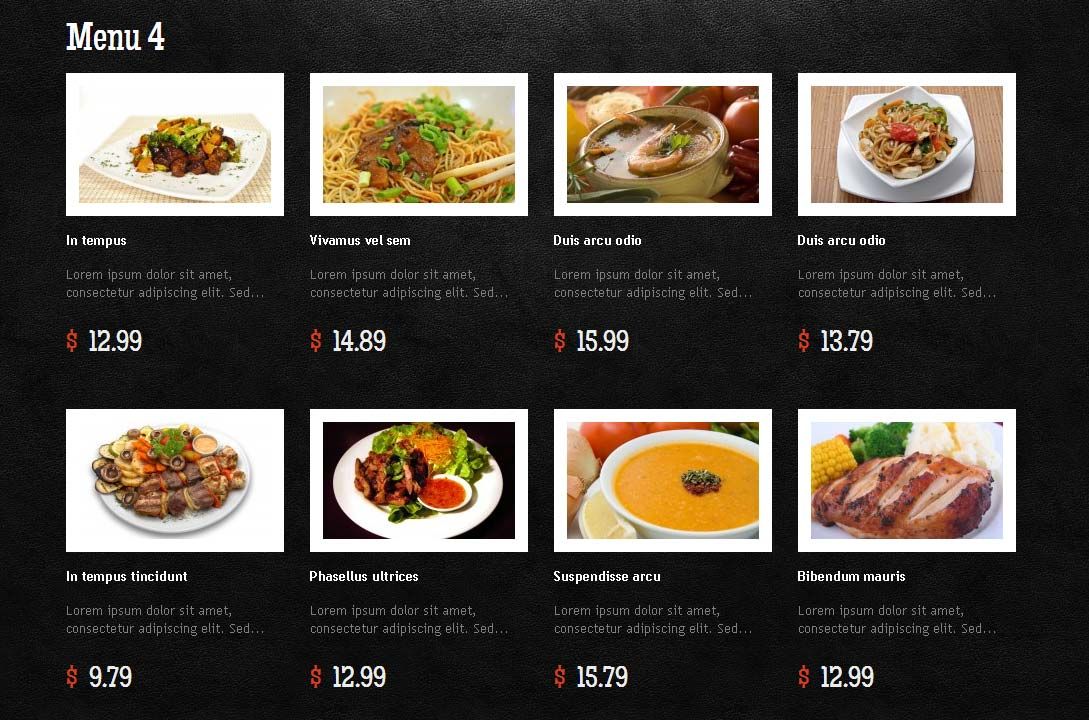 Menu 4
In tempus
Lorem ipsum dolor sit amet,
consectetur adipiscing elit. Sed...
$ 12.99
Vivamus vel sem
Lorem ipsum dolor sit amet,
consectetur adipiscing elit. Sed...
$ 14.89
Duis arcu odio
Lorem ipsum dolor sit amet,
consectetur adipiscing elit. Sed...
$ 15.99
Duis arcu odio
Lorem ipsum dolor sit amet,
consectetur adipiscing elit. Sed...
$ 13.79
In tempus tincidunt
Lorem ipsum dolor sit amet,
consectetur adipiscing elit. Sed...
$ 9.79
Phasellus ultrices
Lorem ipsum dolor sit amet,
consectetur adipiscing elit. Sed...
$ 12.99
Suspendisse arcu
Lorem ipsum dolor sit amet,
consectetur adipiscing elit. Sed...
$ 15.79
Bibendum mauris
Lorem ipsum dolor sit amet,
consectetur adipiscing elit. Sed...
$ 12.99